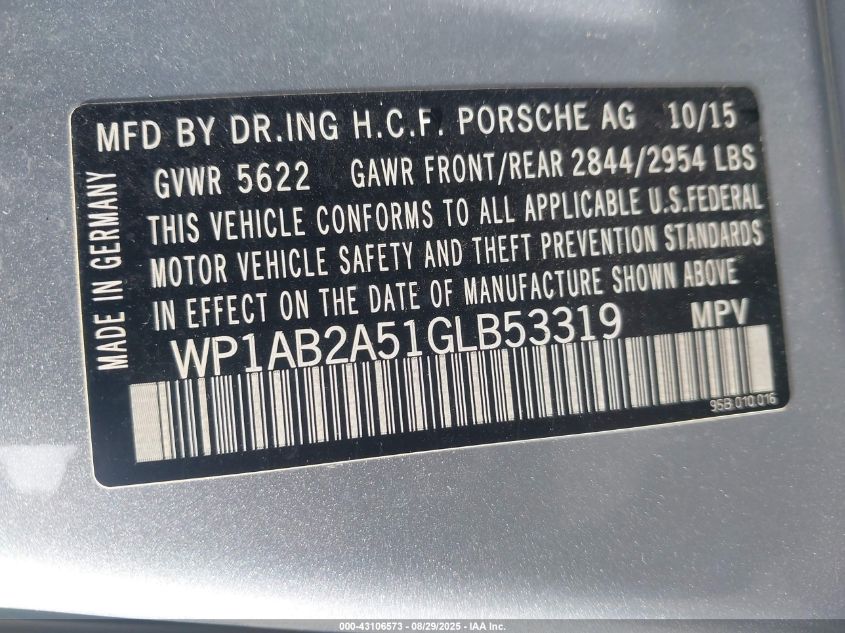 MFD BY DR.ING H.C.F. PORSCHE AG 10/15
GVWR 5622 GAWR FRONT/REAR 2844/2954 LBS
THIS VEHICLE CONFORMS TO ALL APPLICABLE U.S.FEDERAL
MOTOR VEHICLE SAFETY AND THEFT PREVENTION STANDARDS
IN EFFECT ON THE DATE OF MANUFACTURE SHOWN ABOVE
WP1AB2A51GLB53319 MPV
95B.010.016
MADE IN GERMANY
000-43106573 - 08/29/2025 - IAA Inc.